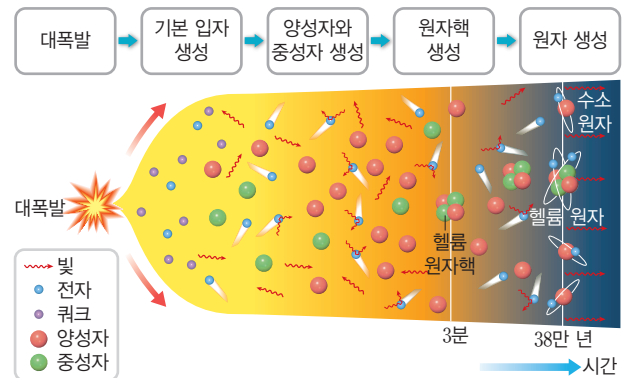 대폭발
기본 입자
생성
양성자와
중성자 생성
원자핵
생성
원자 생성
수소
원자
대폭발
헬륨 원자
헬륨
원자핵
빛
전자
쿼크
양성자
중성자
3분
38만 년
시간